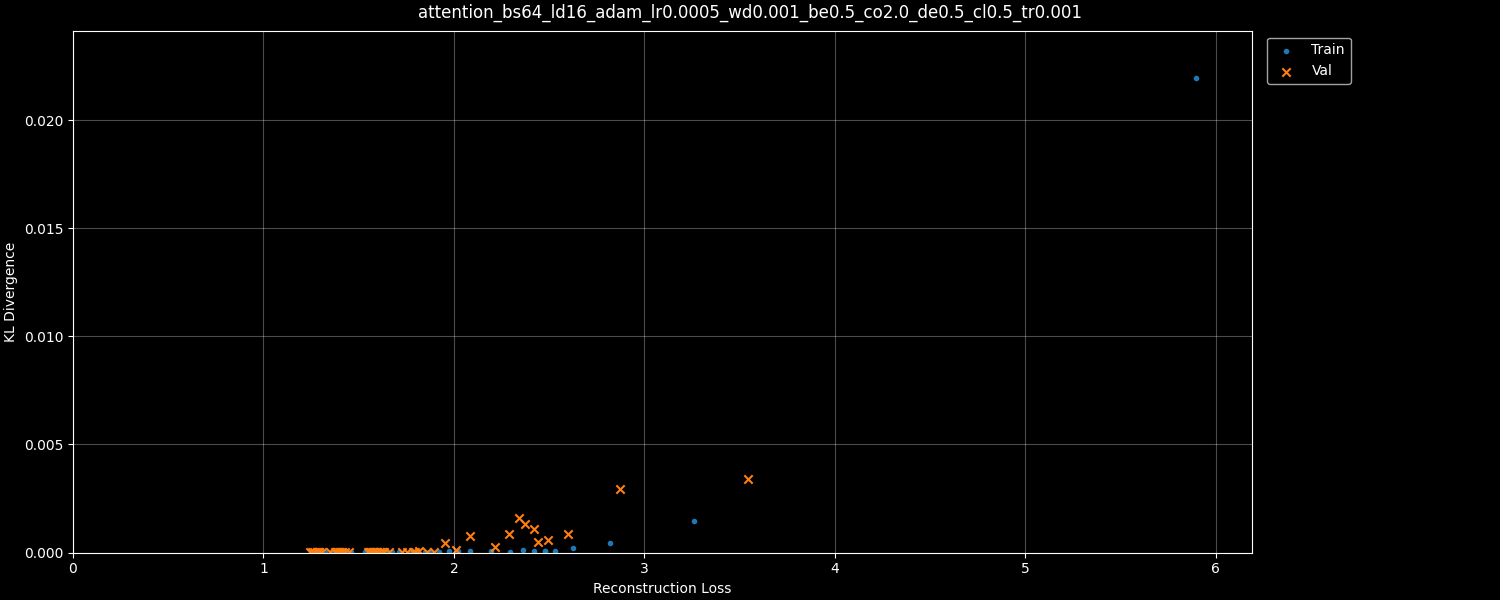 attention_bs64_ld16_adam_lr0.0005_wd0.001_be0.5_co2.0_de0.5_cl0.5_tr0.001
Train
Val
KL Divergence
0.020
0.015
0.010
0.005
0.000
0 1 2 3 4 5 6
Reconstruction Loss